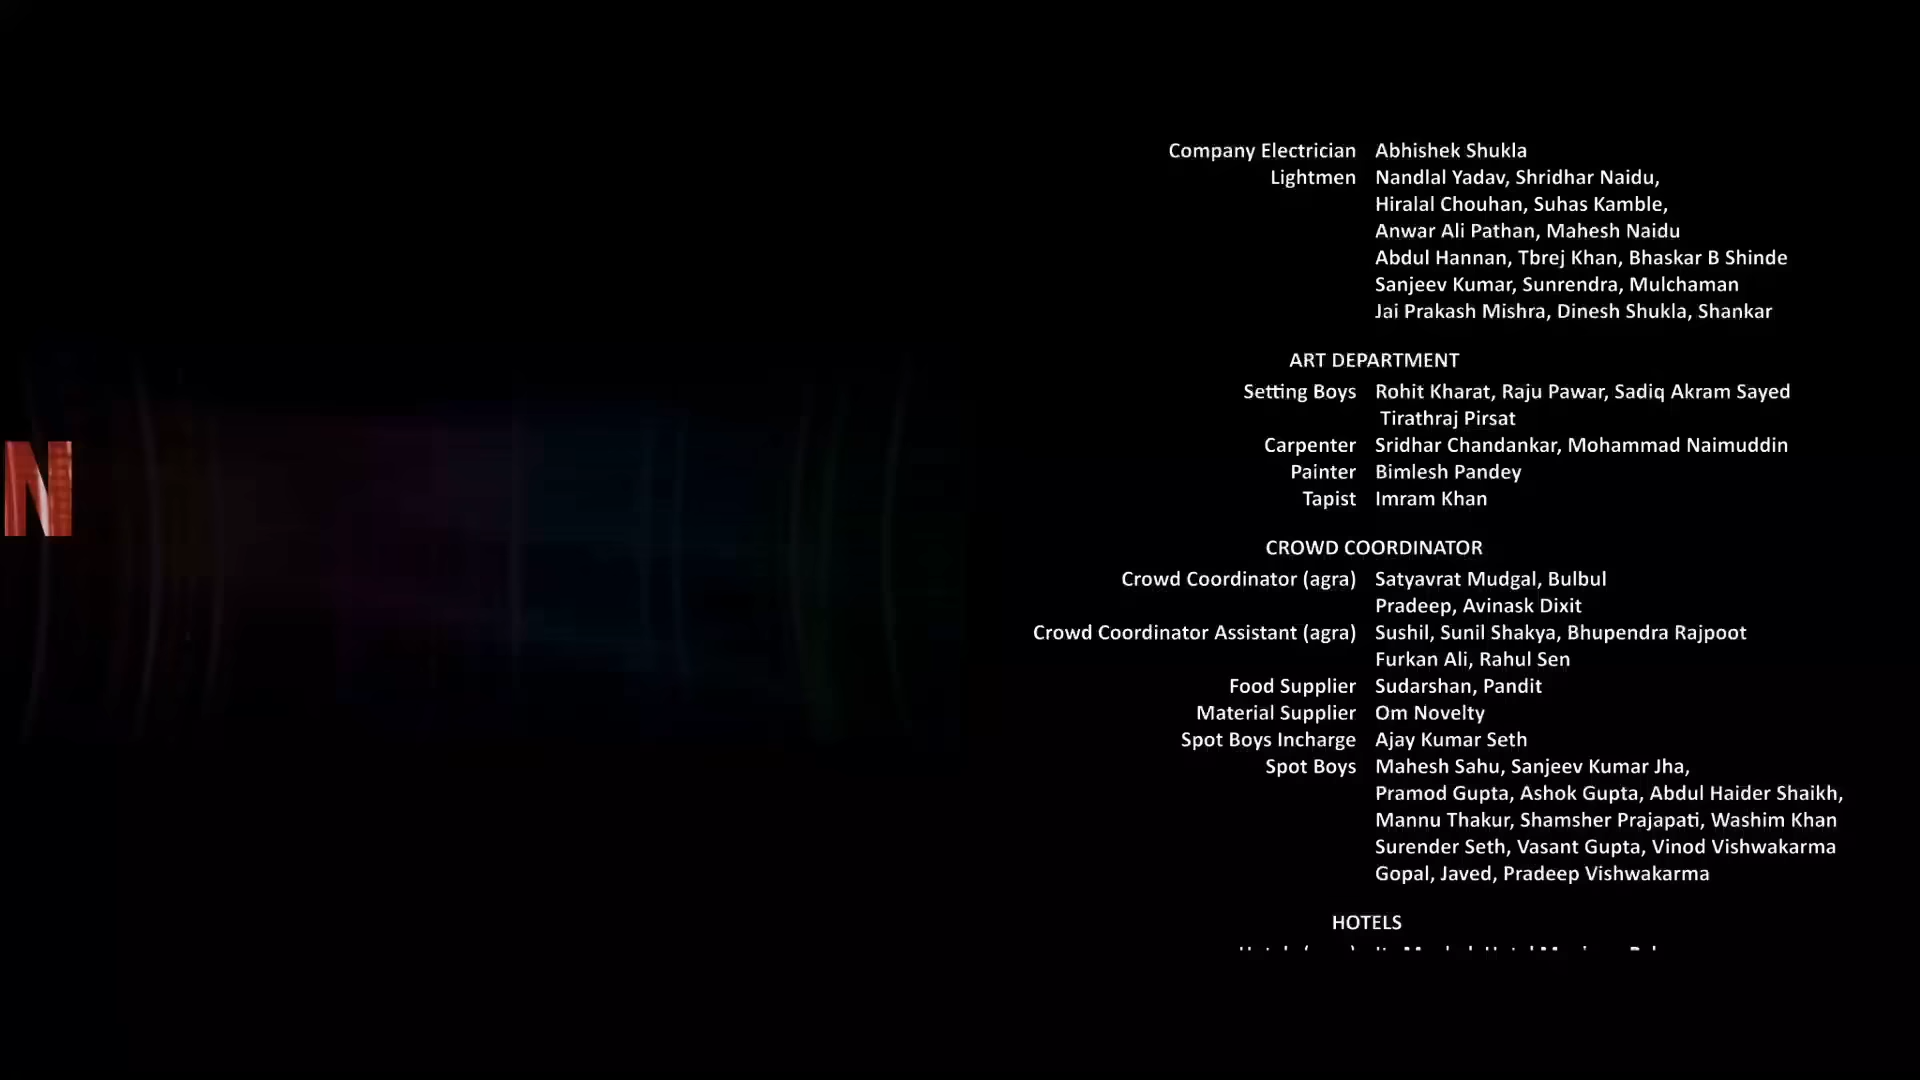 N
Company Electrician Abhishek Shukla
Lightmen Nandlal Yadav, Shridhar Naidu,
Hiralal Chouhan, Suhas Kamble,
Anwar Ali Pathan, Mahesh Naidu
Abdul Hannan, Tbrej Khan, Bhaskar B Shinde
Sanjeev Kumar, Sunrendra, Mulchaman
Jai Prakash Mishra, Dinesh Shukla, Shankar
ART DEPARTMENT
Setting Boys Rohit Kharat, Raju Pawar, Sadiq Akram Sayed
Tirathraj Pirsat
Carpenter Sridhar Chandankar, Mohammad Naimuddin
Painter Bimlesh Pandey
Tapist Imram Khan
CROWD COORDINATOR
Crowd Coordinator (agra) Satyavrat Mudgal, Bulbul
Pradeep, Avinask Dixit
Crowd Coordinator Assistant (agra) Sushil, Sunil Shakya, Bhupendra Rajpoot
Furkan Ali, Rahul Sen
Food Supplier Sudarshan, Pandit
Material Supplier Om Novelty
Spot Boys Incharge Ajay Kumar Seth
Spot Boys Mahesh Sahu, Sanjeev Kumar Jha,
Pramod Gupta, Ashok Gupta, Abdul Haider Shaikh,
Mannu Thakur, Shamsher Prajapati, Washim Khan
Surender Seth, Vasant Gupta, Vinod Vishwakarma
Gopal, Javed, Pradeep Vishwakarma
HOTELS